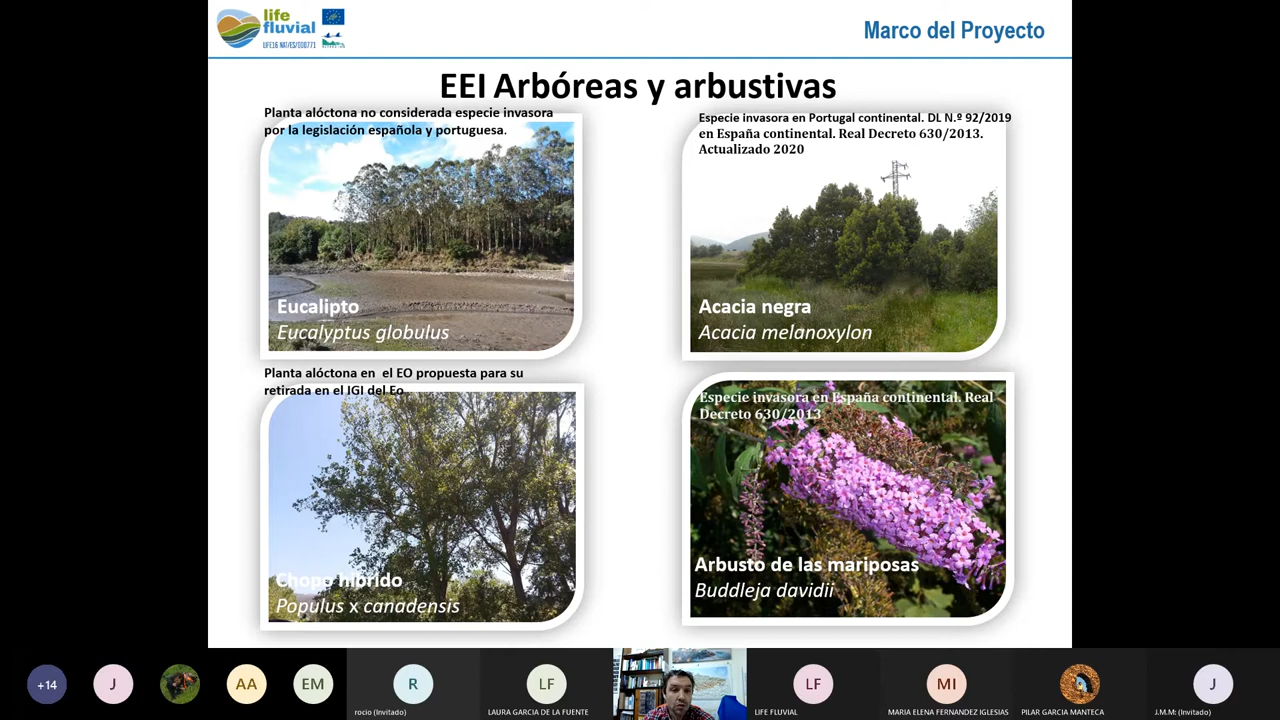 life
fluvial
LIFE16 NAT/ES/000771
Marco del Proyecto
EEI Arbóreas y arbustivas
Planta alóctona no considerada especie invasora
por la legislación española y portuguesa.
Eucalipto
Eucalyptus globulus
Especie invasora en Portugal continental. DL N.º 92/2019
en España continental. Real Decreto 630/2013.
Actualizado 2020
Acacia negra
Acacia melanoxylon
Planta alóctona en el EO propuesta para su
retirada en el IGI del Eo
Chopo híbrido
Populus x canadensis
Especie invasora en España continental. Real
Decreto 630/2013
Arbusto de las mariposas
Buddleja davidii
+14
J
AA
EM
R
rocio (Invitado)
LF
LAURA GARCIA DE LA FUENTE
LF
LIFE FLUVIAL
MI
MARIA ELENA FERNANDEZ IGLESIAS
PILAR GARCIA MANTECA
J
J.M.M: (Invitado)